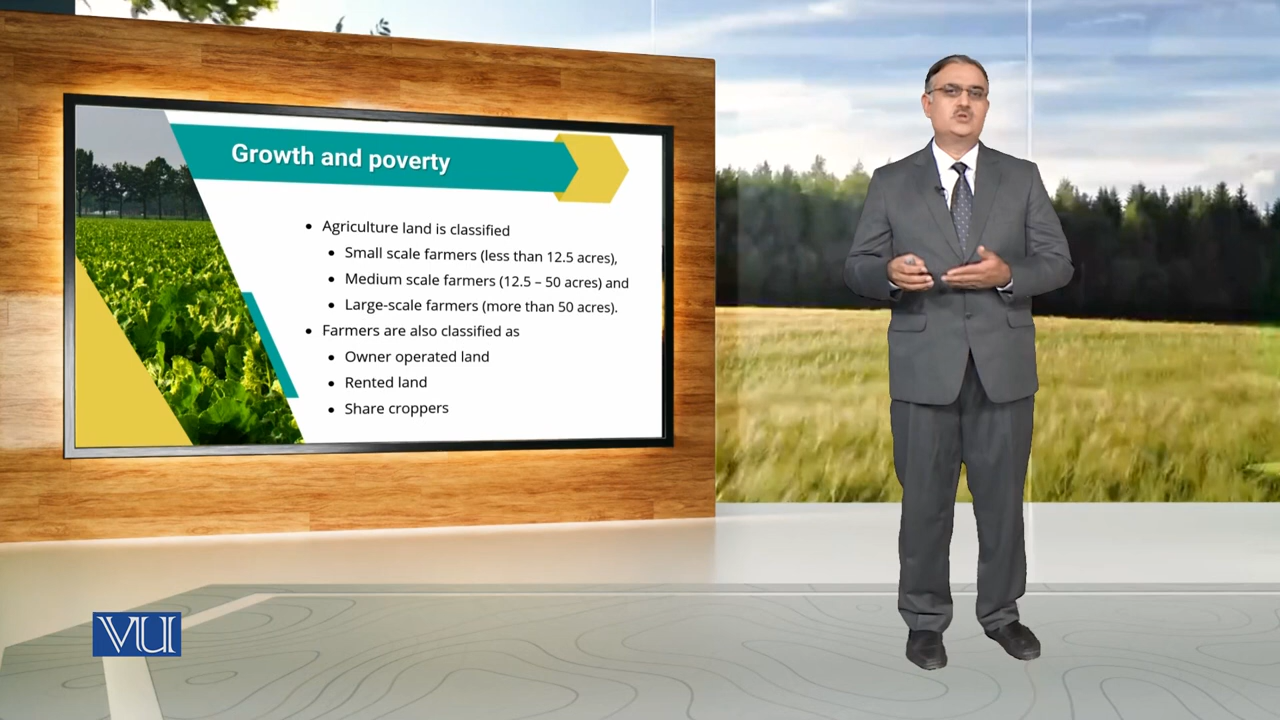 Growth and poverty
• Agriculture land is classified
• Small scale farmers (less than 12.5 acres),
• Medium scale farmers (12.5 – 50 acres) and
• Large-scale farmers (more than 50 acres).
• Farmers are also classified as
• Owner operated land
• Rented land
• Share croppers
VU